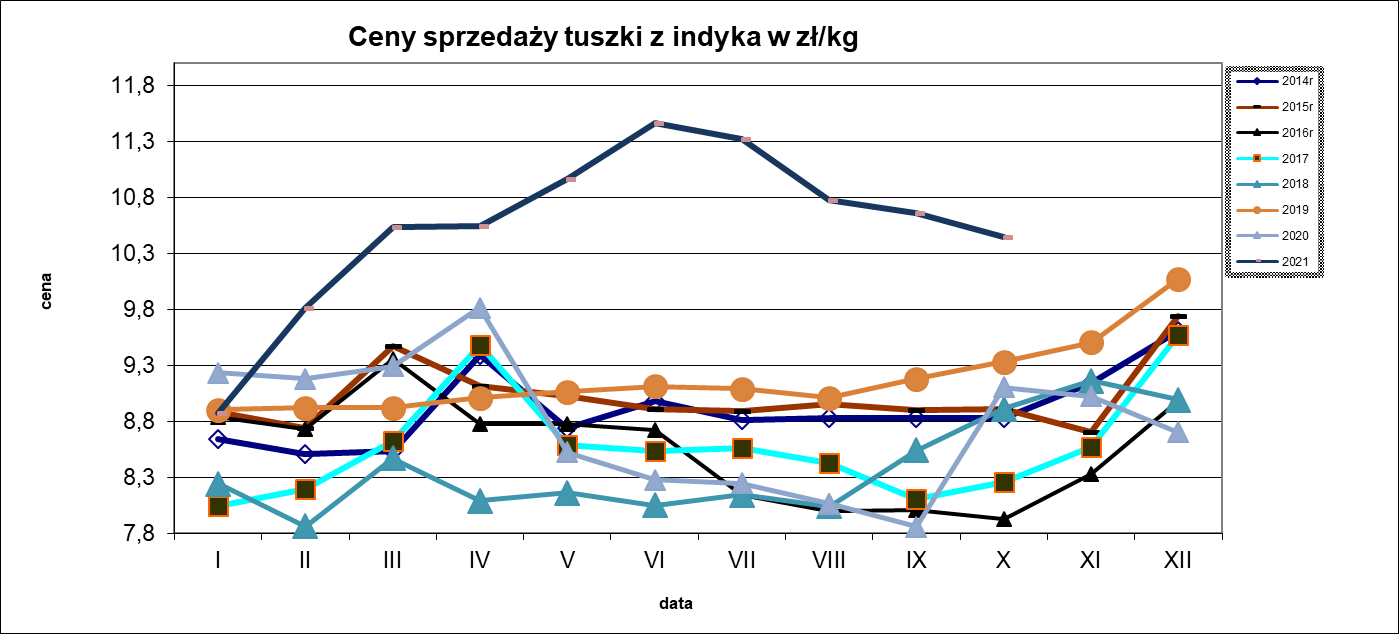 Ceny sprzedaży tuszki z indyka w zł/kg
11,8
11,3
10,8
10,3
9,8
9,3
8,8
8,3
7,8
cena
I II III IV V VI VII VIII IX X XI XII
data
2014r
2015r
2016r
2017
2018
2019
2020
2021